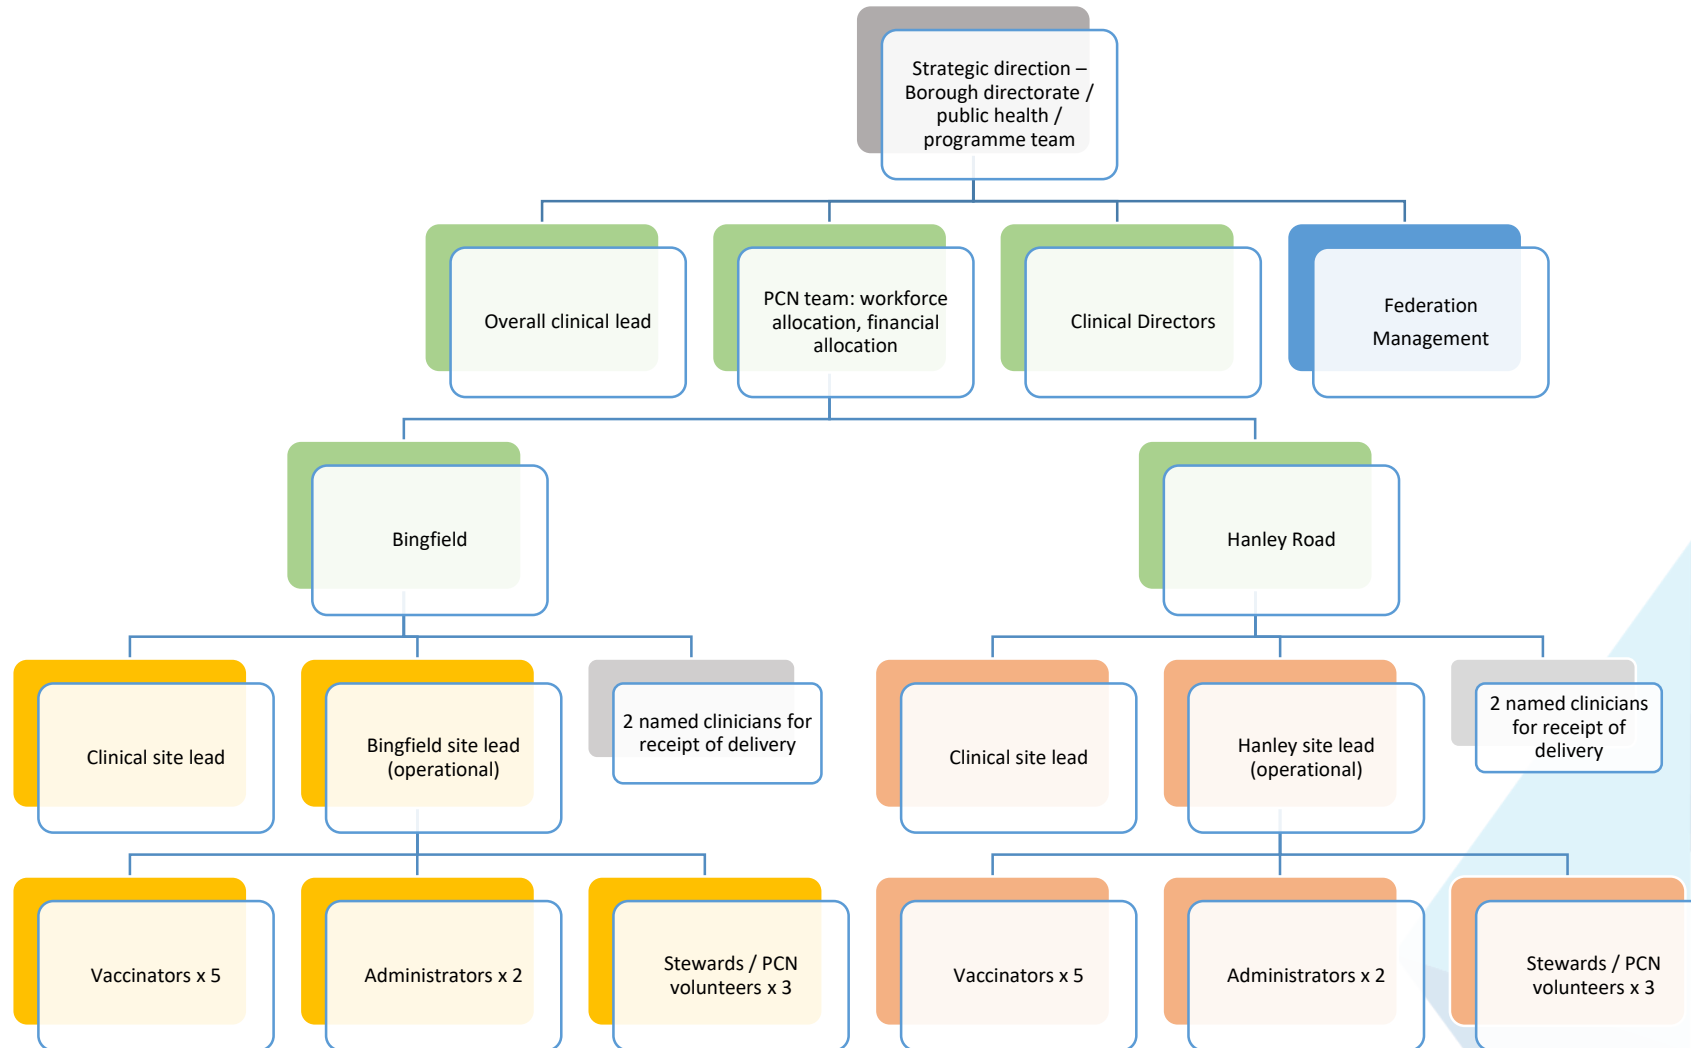 Strategic direction –
Borough directorate /
public health /
programme team
Overall clinical lead
PCN team: workforce
allocation, financial
allocation
Clinical Directors
Federation
Management
Bingfield
Hanley Road
Clinical site lead
Bingfield site lead
(operational)
2 named clinicians for
receipt of delivery
Clinical site lead
Hanley site lead
(operational)
2 named clinicians
for receipt of
delivery
Vaccinators x 5
Administrators x 2
Stewards / PCN
volunteers x 3
Vaccinators x 5
Administrators x 2
Stewards / PCN
volunteers x 3